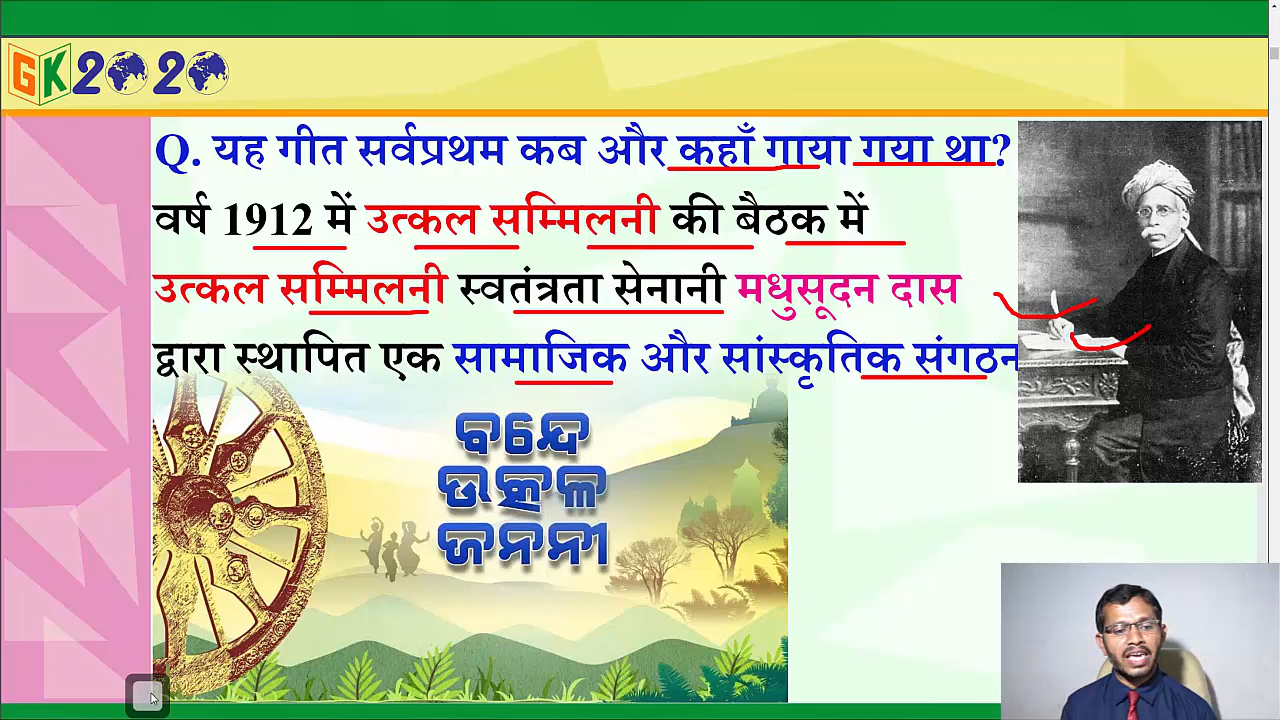 GK2020
Q. यह गीत सर्वप्रथम कब और कहाँ गाया गया था?
वर्ष 1912 में उत्कल सम्मिलनी की बैठक में
उत्कल सम्मिलनी स्वतंत्रता सेनानी मधुसूदन दास
द्वारा स्थापित एक सामाजिक और सांस्कृतिक संगठन
ବନ୍ଦେ
ଉତ୍କଳ
ଜନନୀ